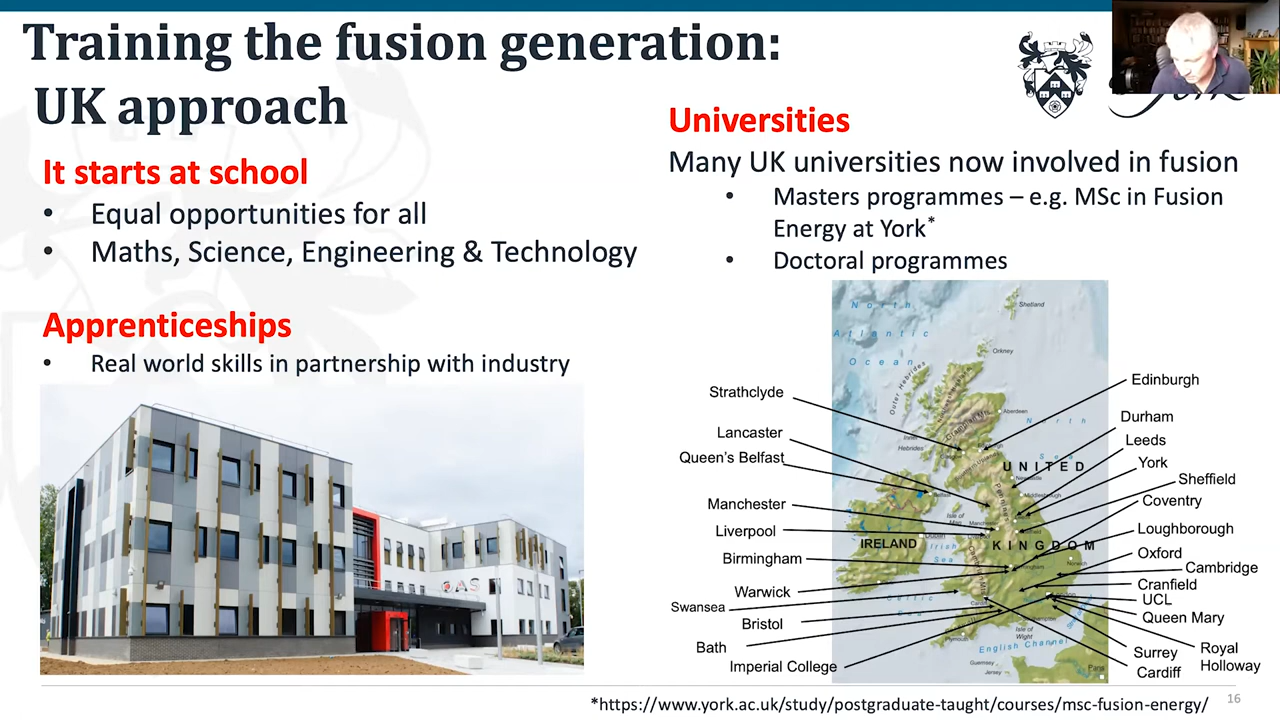 Training the fusion generation:
UK approach
It starts at school
• Equal opportunities for all
• Maths, Science, Engineering & Technology
Apprenticeships
• Real world skills in partnership with industry
OAS
Universities
Many UK universities now involved in fusion
• Masters programmes – e.g. MSc in Fusion
Energy at York*
• Doctoral programmes
Strathclyde
Lancaster
Queen's Belfast
Manchester
Liverpool
Birmingham
Warwick
Swansea
Bristol
Bath
Imperial College
North
Atlantic
Ocean
Shetland
Orkney
Outer Hebrides
Aberdeen
Inner
Hebrides
North
Sea
UNITED
KINGDOM
IRELAND
Isle of
Man
Irish
Sea
Celtic
Sea
Plymouth
Isle of
Wight
English Channel
Guernsey
Jersey
Paris
Edinburgh
Durham
Leeds
York
Sheffield
Coventry
Loughborough
Oxford
Cambridge
Cranfield
UCL
Queen Mary
Royal
Holloway
Surrey
Cardiff
*https://www.york.ac.uk/study/postgraduate-taught/courses/msc-fusion-energy/
16